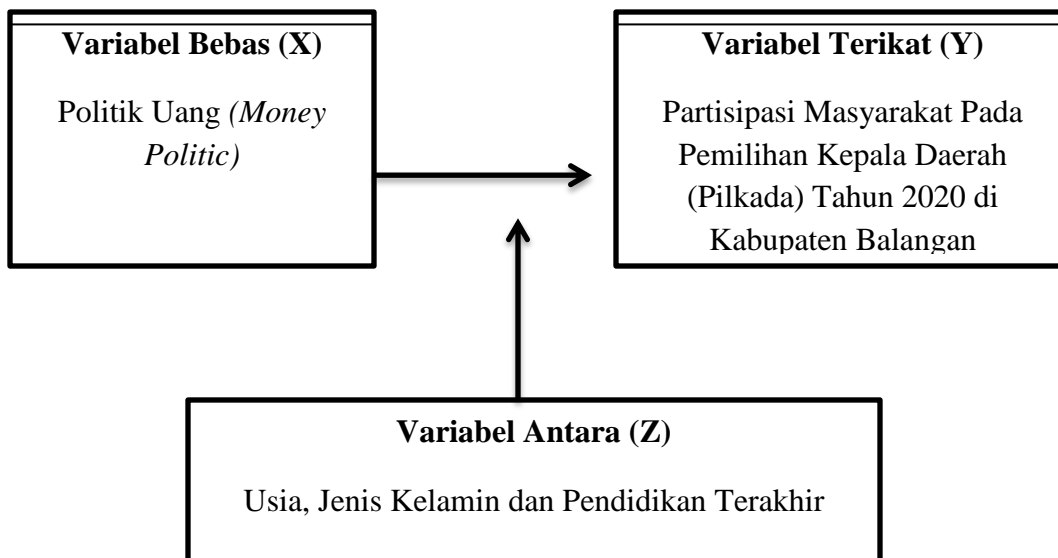 Variabel Bebas (X)
Politik Uang (Money
Politic)
Variabel Terikat (Y)
Partisipasi Masyarakat Pada
Pemilihan Kepala Daerah
(Pilkada) Tahun 2020 di
Kabupaten Balangan
Variabel Antara (Z)
Usia, Jenis Kelamin dan Pendidikan Terakhir